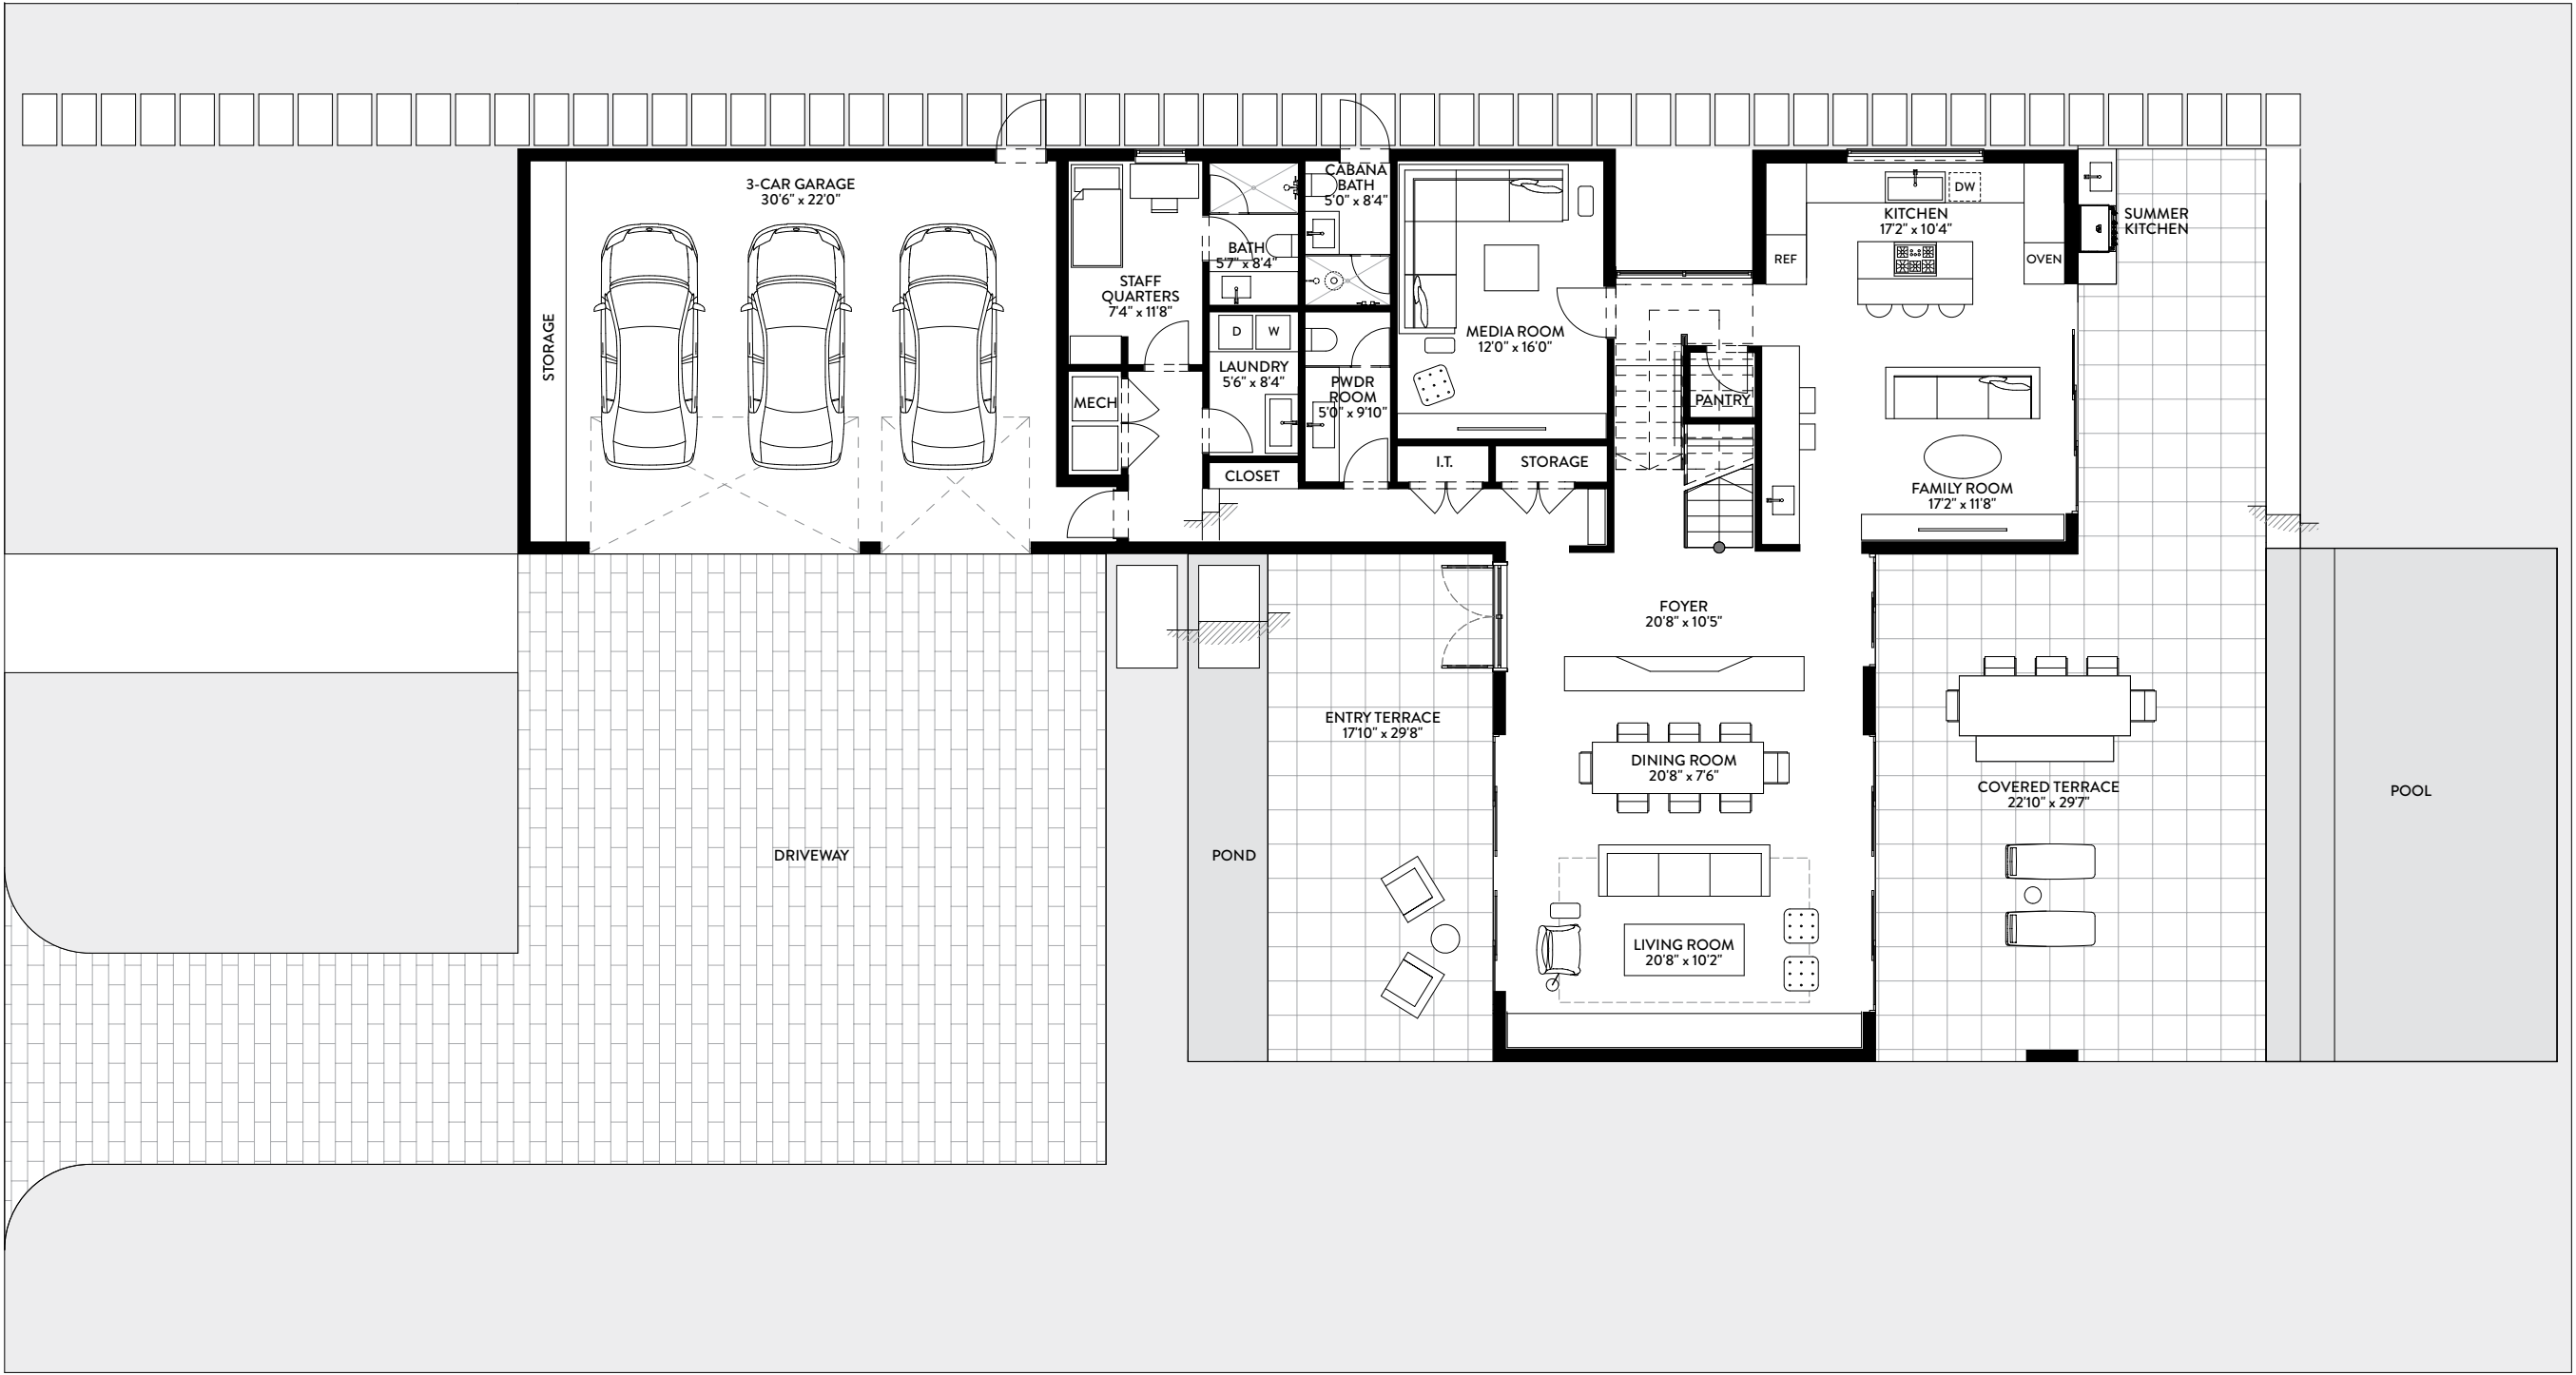 3-CAR GARAGE
30'6" x 22'0"
STORAGE
STAFF
QUARTERS
7'4" x 11'8"
MECH
BATH
5'7" x 8'4"
D
W
LAUNDRY
5'6" x 8'4"
CLOSET
CABANA
BATH
5'0" x 8'4"
PWDR
ROOM
5'0" x 9'10"
MEDIA ROOM
12'0" x 16'0"
I.T.
STORAGE
PANTRY
REF
DW
KITCHEN
17'2" x 10'4"
OVEN
SUMMER
KITCHEN
FAMILY ROOM
17'2" x 11'8"
FOYER
20'8" x 10'5"
ENTRY TERRACE
17'10" x 29'8"
DINING ROOM
20'8" x 7'6"
COVERED TERRACE
22'10" x 29'7"
POOL
DRIVEWAY
POND
LIVING ROOM
20'8" x 10'2"